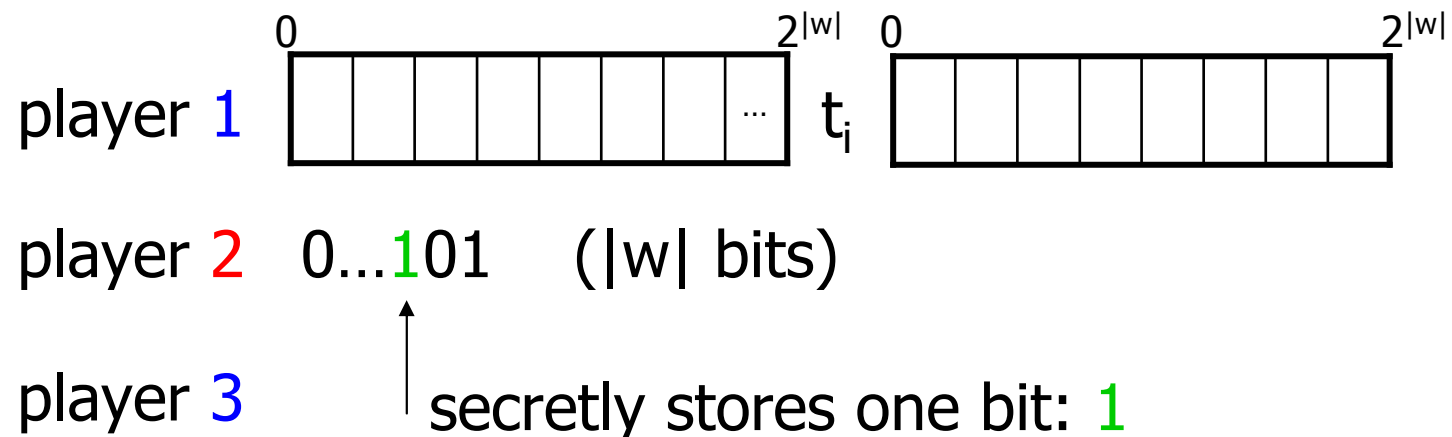 0 2^|w| 0 2^|w|
player 1 ... t_i
player 2 0...101 (|w| bits)
player 3 secretly stores one bit: 1